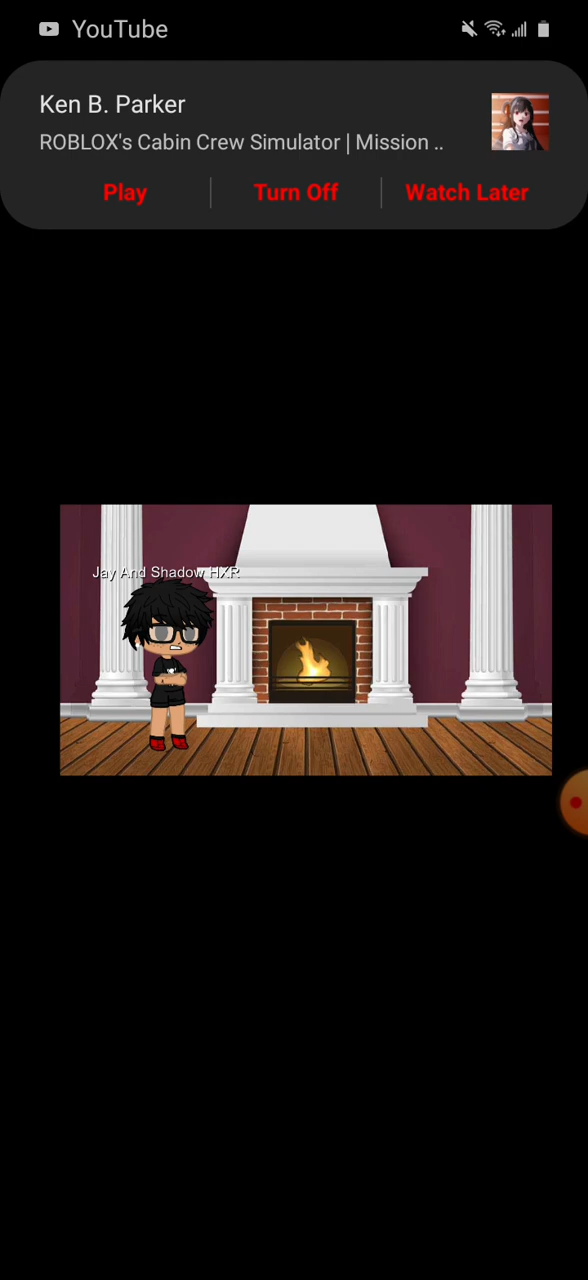 YouTube
Ken B. Parker
ROBLOX's Cabin Crew Simulator | Mission ..
Play
Turn Off
Watch Later
Jay And Shadow HXR